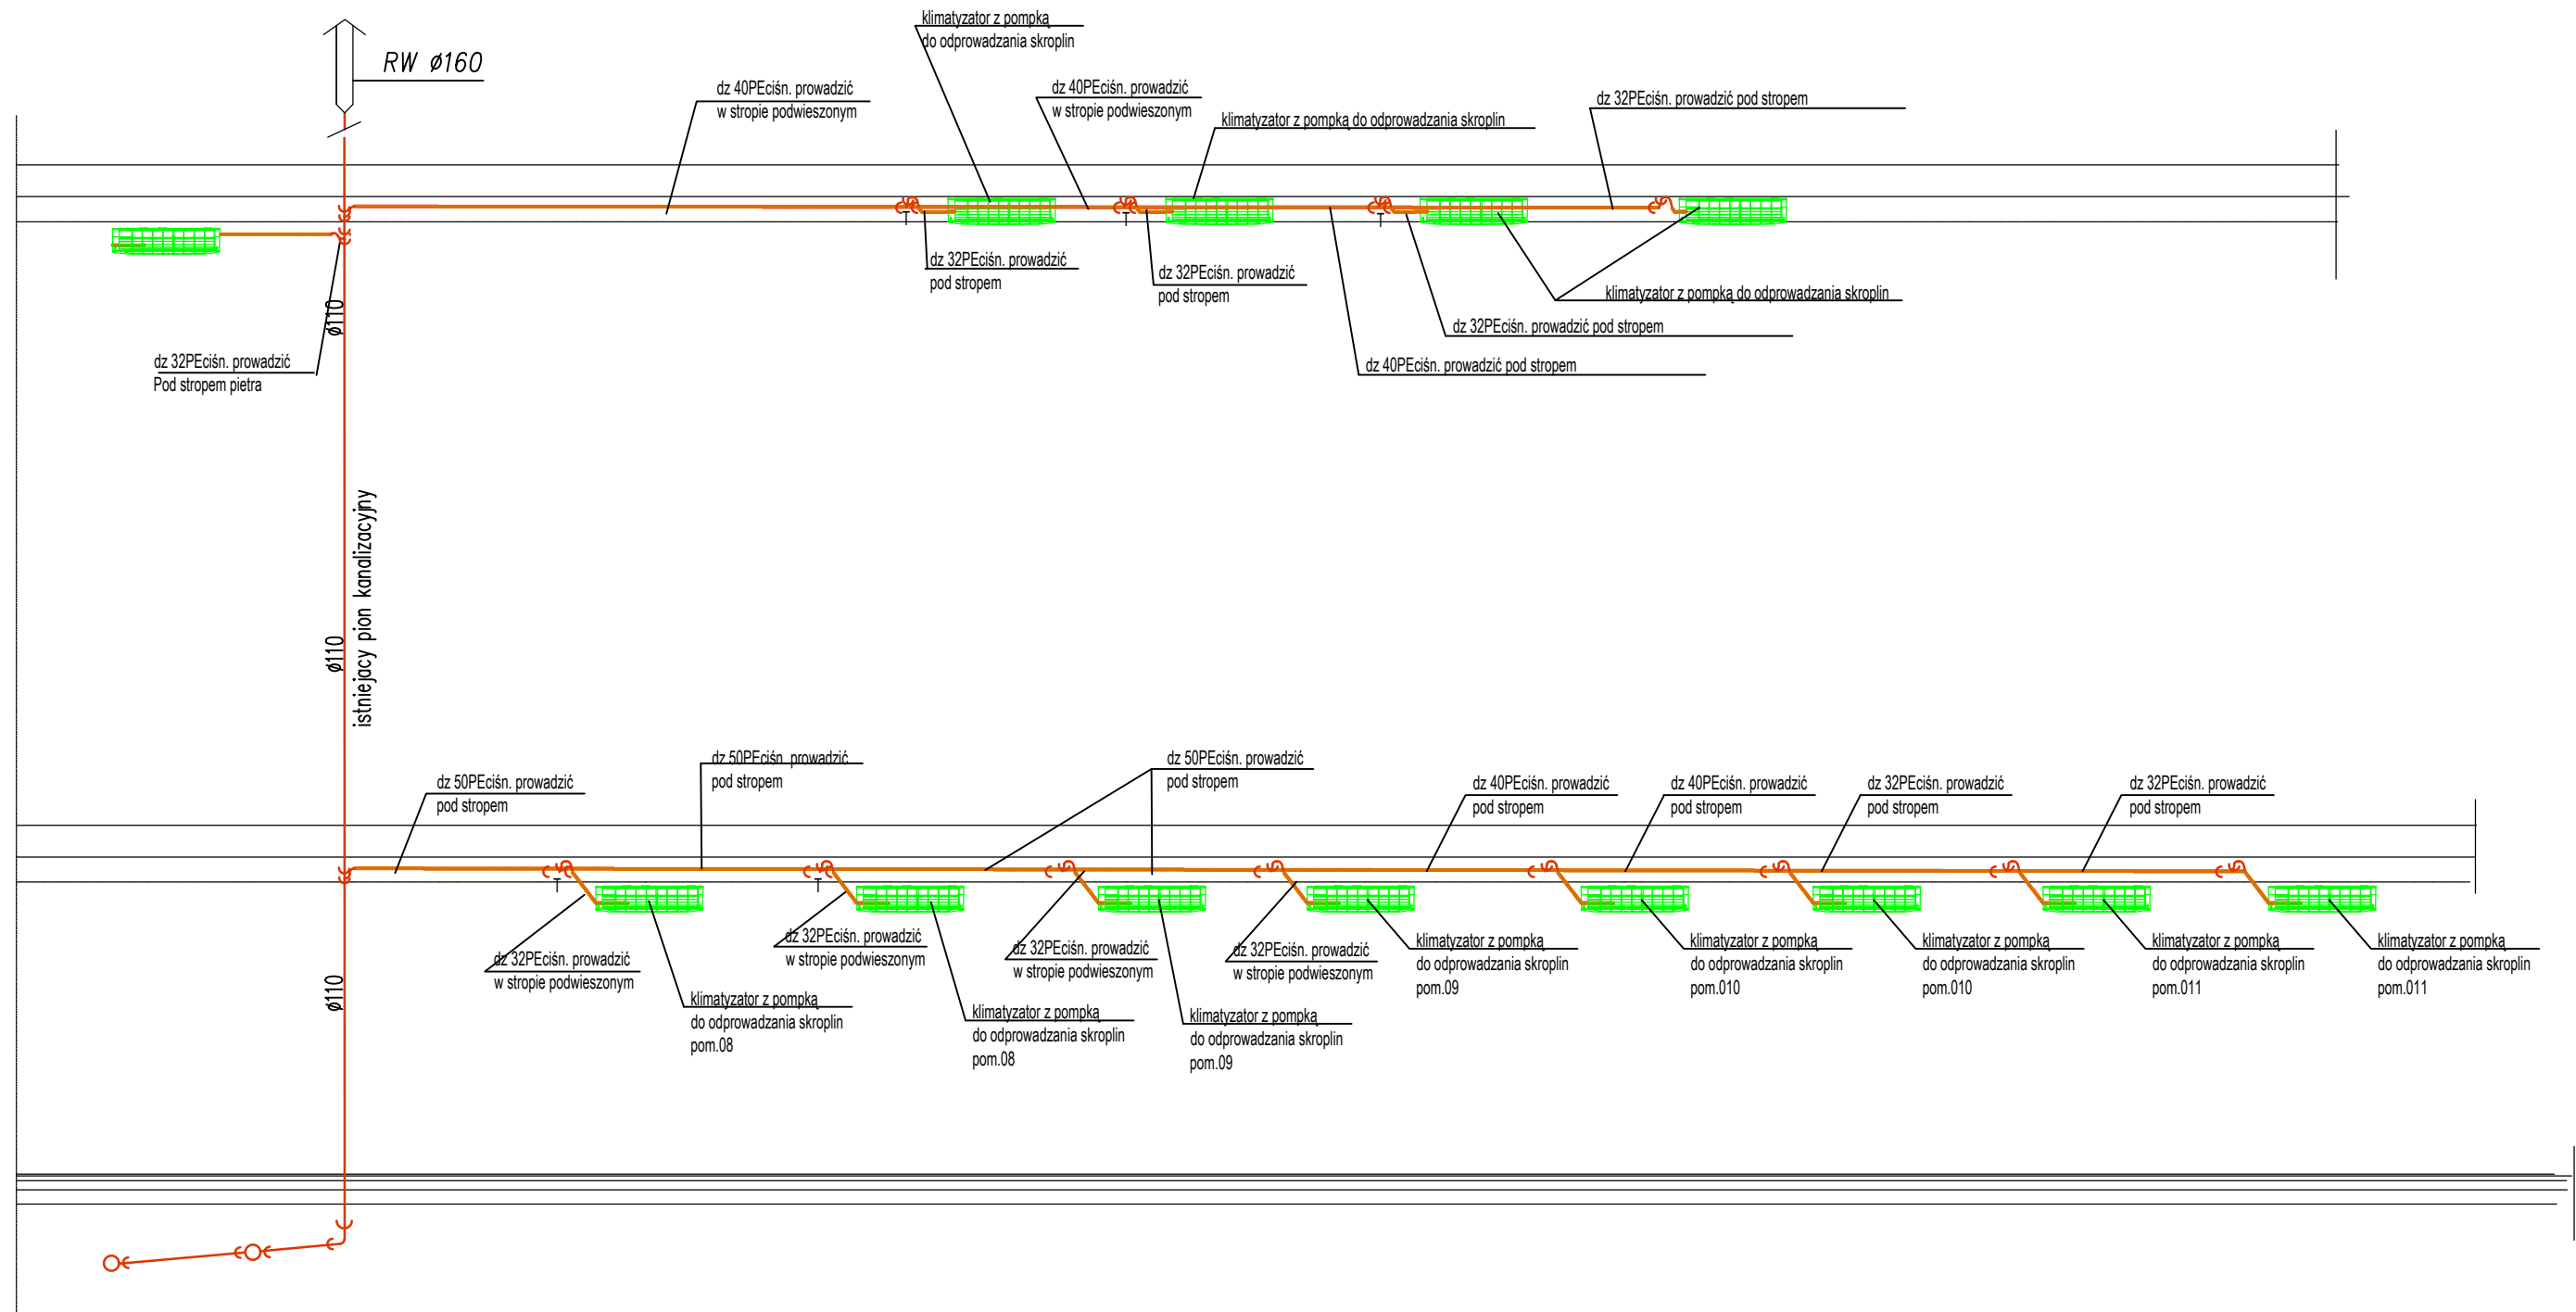 klimatyzator z pompką
do odprowadzania skroplin
RW ø160
dz 40PEciśn. prowadzić
w stropie podwieszonym
dz 40PEciśn. prowadzić
w stropie podwieszonym
klimatyzator z pompką do odprowadzania skroplin
dz 32PEciśn. prowadzić pod stropem
dz 32PEciśn. prowadzić
pod stropem
dz 32PEciśn. prowadzić
pod stropem
klimatyzator z pompką do odprowadzania skroplin
dz 32PEciśn. prowadzić pod stropem
dz 40PEciśn. prowadzić pod stropem
ø110
dz 32PEciśn. prowadzić
Pod stropem pietra
istniejacy pion kandlizacyjny
ø110
dz 50PEciśn. prowadzić
pod stropem
dz 50PEciśn. prowadzić
pod stropem
dz 50PEciśn. prowadzić
pod stropem
dz 40PEciśn. prowadzić
pod stropem
dz 40PEciśn. prowadzić
pod stropem
dz 32PEciśn. prowadzić
pod stropem
dz 32PEciśn. prowadzić
pod stropem
dz 32PEciśn. prowadzić
w stropie podwieszonym
dz 32PEciśn. prowadzić
w stropie podwieszonym
dz 32PEciśn. prowadzić
w stropie podwieszonym
dz 32PEciśn. prowadzić
w stropie podwieszonym
klimatyzator z pompką
do odprowadzania skroplin
pom.09
klimatyzator z pompką
do odprowadzania skroplin
pom.010
klimatyzator z pompką
do odprowadzania skroplin
pom.010
klimatyzator z pompką
do odprowadzania skroplin
pom.011
klimatyzator z pompką
do odprowadzania skroplin
pom.011
ø110
klimatyzator z pompką
do odprowadzania skroplin
pom.08
klimatyzator z pompką
do odprowadzania skroplin
pom.08
klimatyzator z pompką
do odprowadzania skroplin
pom.09